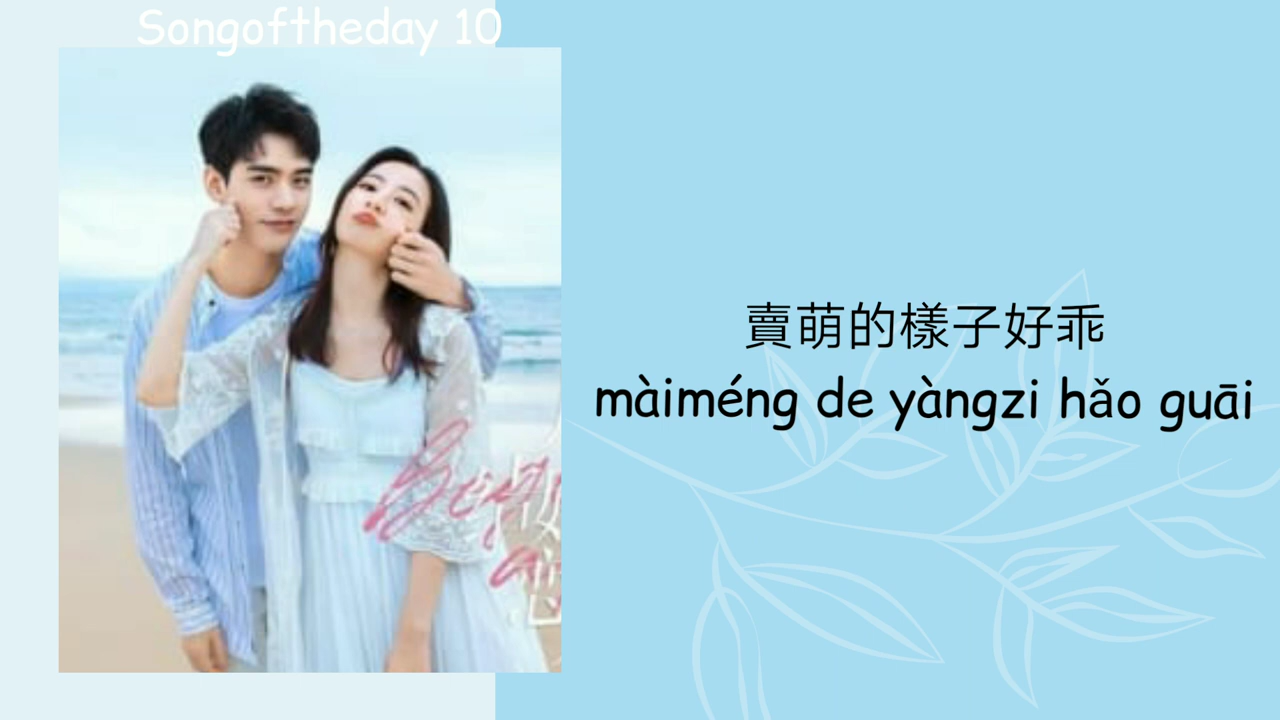 Songoftheday 10
賣萌的樣子好乖
màiméng de yàngzi hǎo guāi